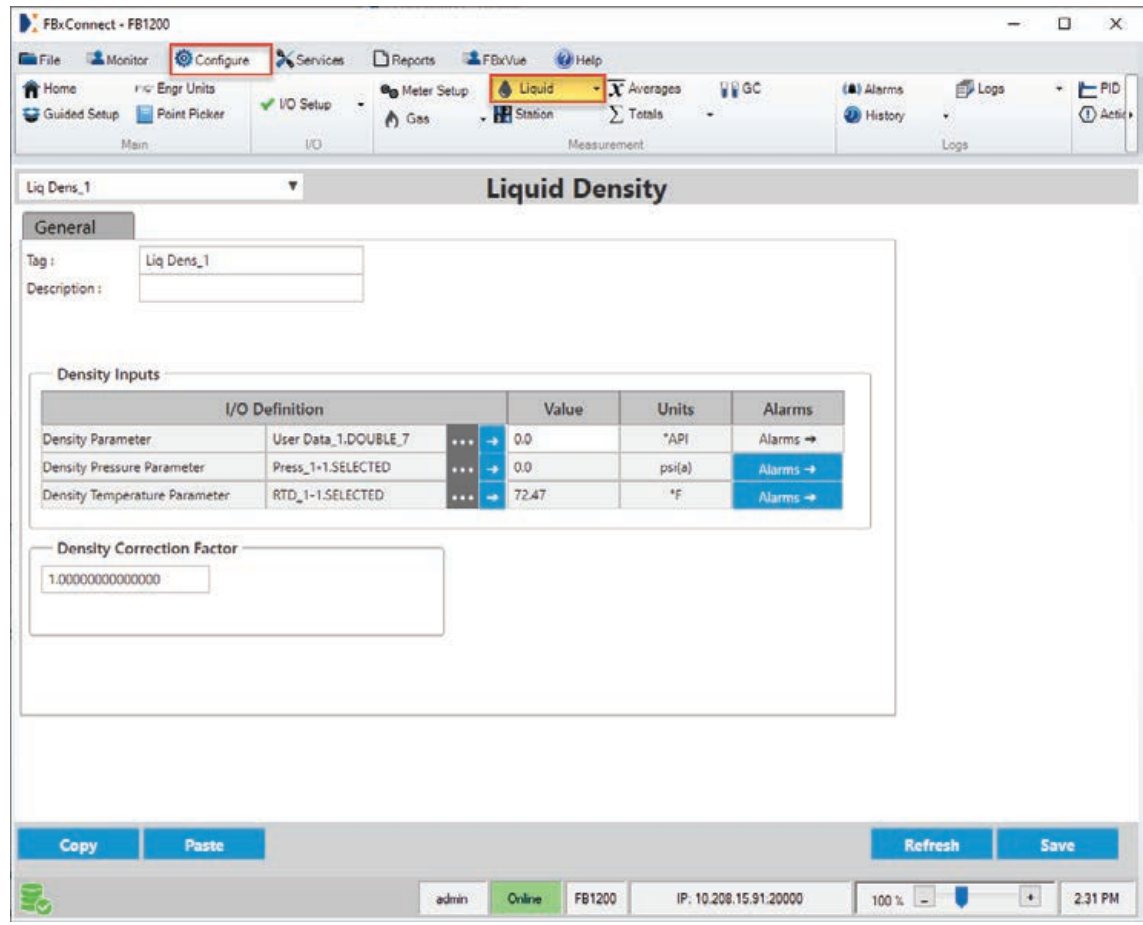 FBxConnect - FB1200
File Monitor Configure Services Reports FBxVue Help
Home Engr Units I/O Setup Meter Setup Liquid Averages GC Alarms Logs PID
Guided Setup Point Picker Gas Station Totals History
Main I/O Measurement Logs
Liq Dens_1 Liquid Density
General
Tag : Liq Dens_1
Description :
Density Inputs
I/O Definition Value Units Alarms
Density Parameter User Data_1.DOUBLE_7 ... 0.0 °API Alarms →
Density Pressure Parameter Press_1-1.SELECTED ... 0.0 psi(a) Alarms →
Density Temperature Parameter RTD_1-1.SELECTED ... 72.47 °F Alarms →
Density Correction Factor
1.00000000000000
Copy Paste Refresh Save
admin Online FB1200 IP: 10.208.15.91:20000 100 % - + 2:31 PM